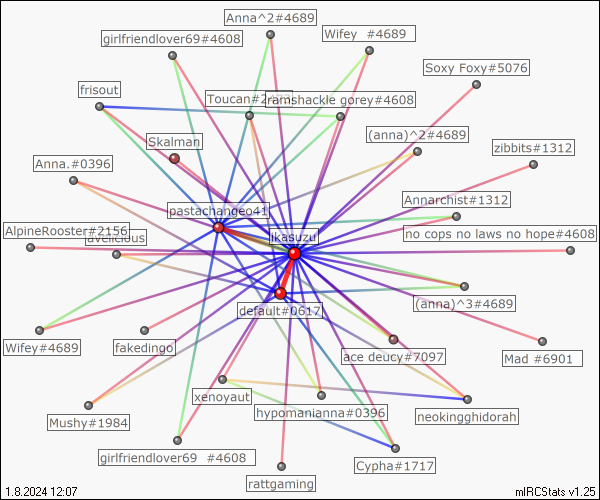 Anna^2#4689
Wifey  #4689
girlfriendlover69#4608
Soxy Foxy#5076
frisout
Toucan#2
ramshackle gorey#4608
Skalman
(anna)^2#4689
zibbits#1312
Anna.#0396
Annarchist#1312
pastachangeo41
AlpineRooster#2156
no cops no laws no hope#4608
avelicious
ikasuzu
(anna)^3#4689
default#0617
Wifey#4689
fakedingo
ace deucy#7097
Mad #6901
xenoyaut
hypomanianna#0396
neokingghidorah
Mushy#1984
girlfriendlover69  #4608
Cypha#1717
rattgaming
1.8.2024 12:07
mIRCStats v1.25